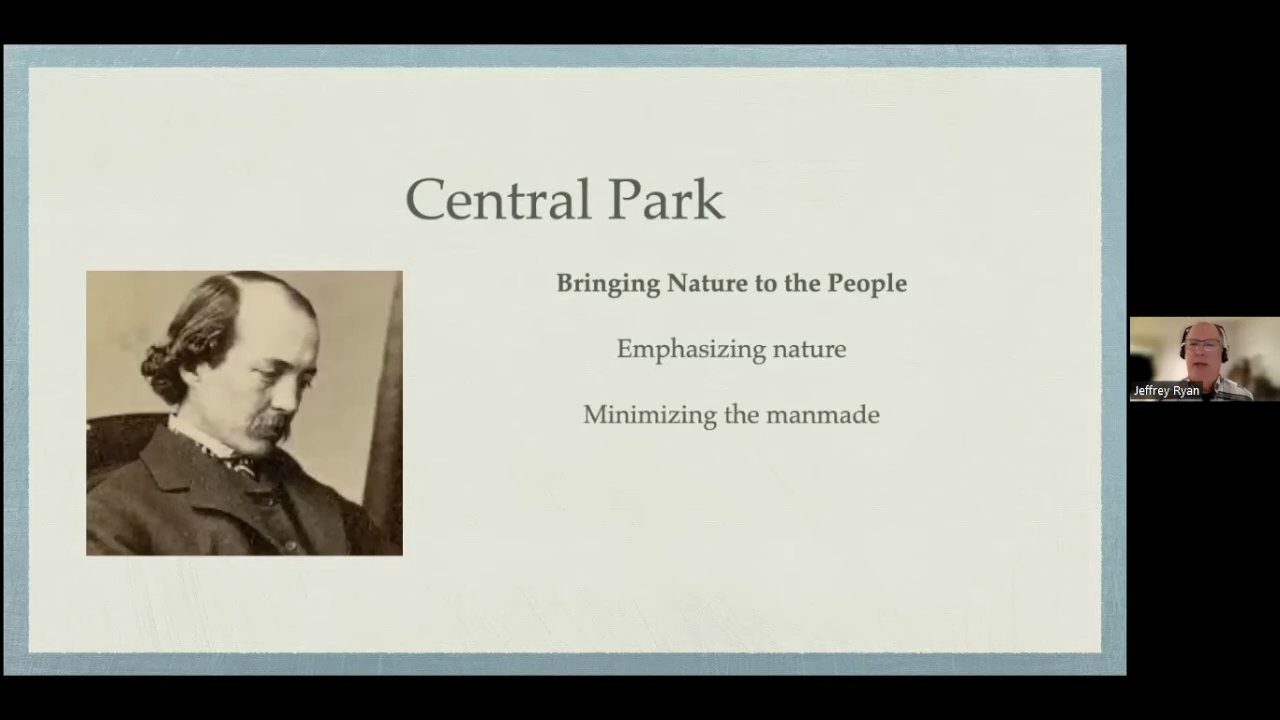 Central Park
Bringing Nature to the People
Emphasizing nature
Minimizing the manmade
Jeffrey Ryan